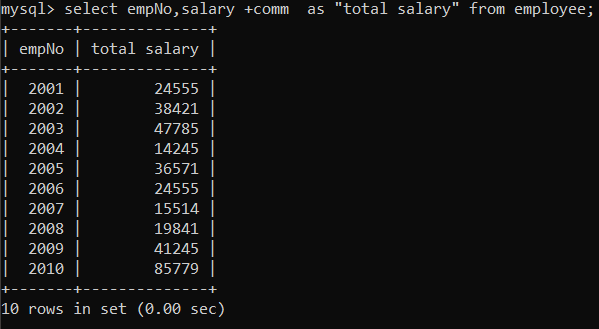 mysql> select empNo,salary +comm  as "total salary" from employee;
+-------+--------------+
| empNo | total salary |
+-------+--------------+
|  2001 |        24555 |
|  2002 |        38421 |
|  2003 |        47785 |
|  2004 |        14245 |
|  2005 |        36571 |
|  2006 |        24555 |
|  2007 |        15514 |
|  2008 |        19841 |
|  2009 |        41245 |
|  2010 |        85779 |
+-------+--------------+
10 rows in set (0.00 sec)